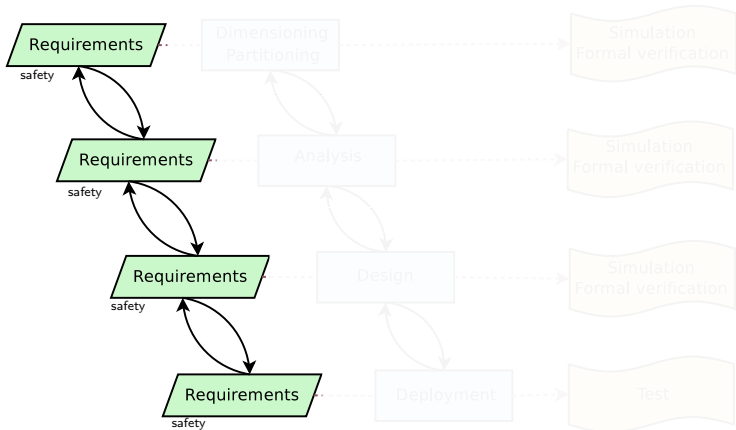 Requirements
safety
Dimensioning
Partitioning
Simulation
Formal verification
Requirements
safety
Analysis
Simulation
Formal verification
Requirements
safety
Design
Simulation
Formal verification
Requirements
safety
Deployment
Test